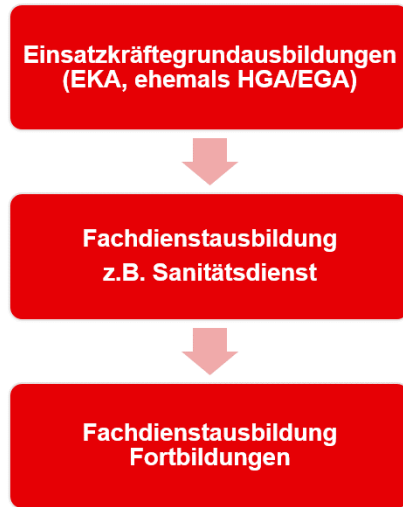 Einsatzkräftegrundausbildungen
(EKA, ehemals HGA/EGA)
Fachdienstausbildung
z.B. Sanitätsdienst
Fachdienstausbildung
Fortbildungen